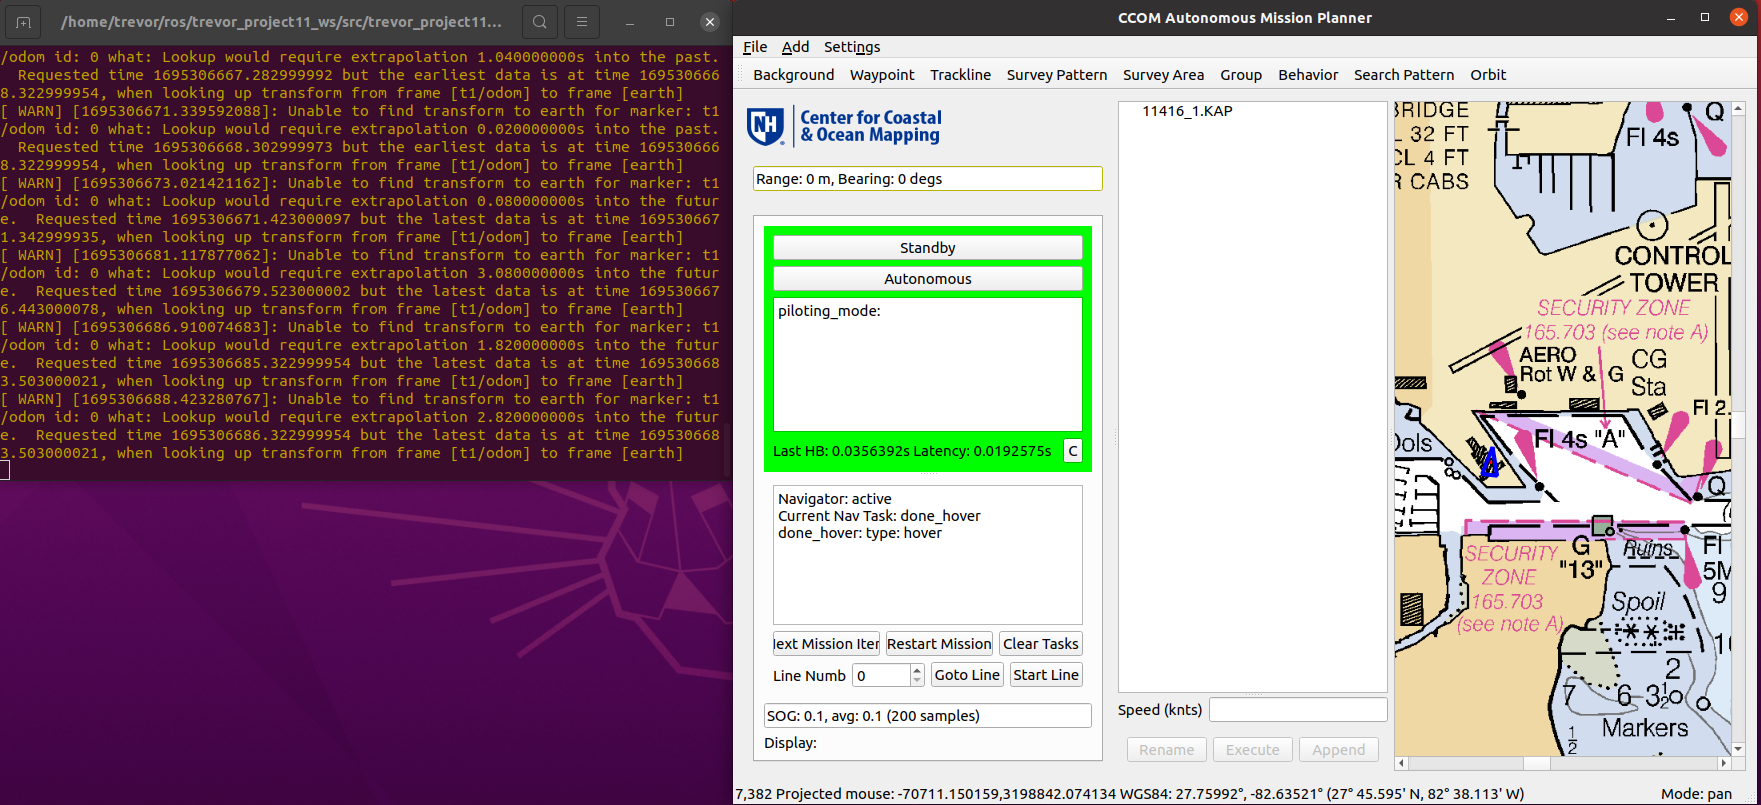 /home/trevor/ros/trevor_project11_ws/src/trevor_project11...
/odom id: 0 what: Lookup would require extrapolation 1.040000000s into the past.
Requested time 1695306667.282999992 but the earliest data is at time 169530666
8.322999954, when looking up transform from frame [t1/odom] to frame [earth]
[ WARN] [1695306671.339592088]: Unable to find transform to earth for marker: t1
/odom id: 0 what: Lookup would require extrapolation 0.020000000s into the past.
Requested time 1695306668.302999973 but the earliest data is at time 169530666
8.322999954, when looking up transform from frame [t1/odom] to frame [earth]
[ WARN] [1695306673.021421162]: Unable to find transform to earth for marker: t1
/odom id: 0 what: Lookup would require extrapolation 0.080000000s into the futur
e. Requested time 1695306671.423000097 but the latest data is at time 169530667
1.342999935, when looking up transform from frame [t1/odom] to frame [earth]
[ WARN] [1695306681.117877062]: Unable to find transform to earth for marker: t1
/odom id: 0 what: Lookup would require extrapolation 3.080000000s into the futur
e. Requested time 1695306679.523000002 but the latest data is at time 169530667
6.443000078, when looking up transform from frame [t1/odom] to frame [earth]
[ WARN] [1695306686.910074683]: Unable to find transform to earth for marker: t1
/odom id: 0 what: Lookup would require extrapolation 1.820000000s into the futur
e. Requested time 1695306685.322999954 but the latest data is at time 169530668
3.503000021, when looking up transform from frame [t1/odom] to frame [earth]
[ WARN] [1695306688.423280767]: Unable to find transform to earth for marker: t1
/odom id: 0 what: Lookup would require extrapolation 2.820000000s into the futur
e. Requested time 1695306686.322999954 but the latest data is at time 169530668
3.503000021, when looking up transform from frame [t1/odom] to frame [earth]
CCOM Autonomous Mission Planner
File Add Settings
Background Waypoint Trackline Survey Pattern Survey Area Group Behavior Search Pattern Orbit
NH
Center for Coastal
& Ocean Mapping
Range: 0 m, Bearing: 0 degs
Standby
Autonomous
piloting_mode:
Last HB: 0.0356392s Latency: 0.0192575s C
Navigator: active
Current Nav Task: done_hover
done_hover: type: hover
lext Mission Iter Restart Mission Clear Tasks
Line Numb 0 Goto Line Start Line
SOG: 0.1, avg: 0.1 (200 samples)
Display:
11416_1.KAP
Speed (knts)
Rename Execute Append
BRIDGE
CL 32 FT
CL 4 FT
R CABS
Fl 4s
Q
CONTROL
TOWER
SECURITY ZONE
165.703 (see note A)
AERO
Rot W & G
CG
Sta
Fl 2.
Dols
Fl 4s "A"
Q
SECURITY
ZONE
165.703
(see note A)
G
"13"
Ruins
Fl
5M
9
Spoil
2
7 6 3½
Markers
½
7,382 Projected mouse: -70711.150159,3198842.074134 WGS84: 27.75992°, -82.63521° (27° 45.595' N, 82° 38.113' W)
Mode: pan